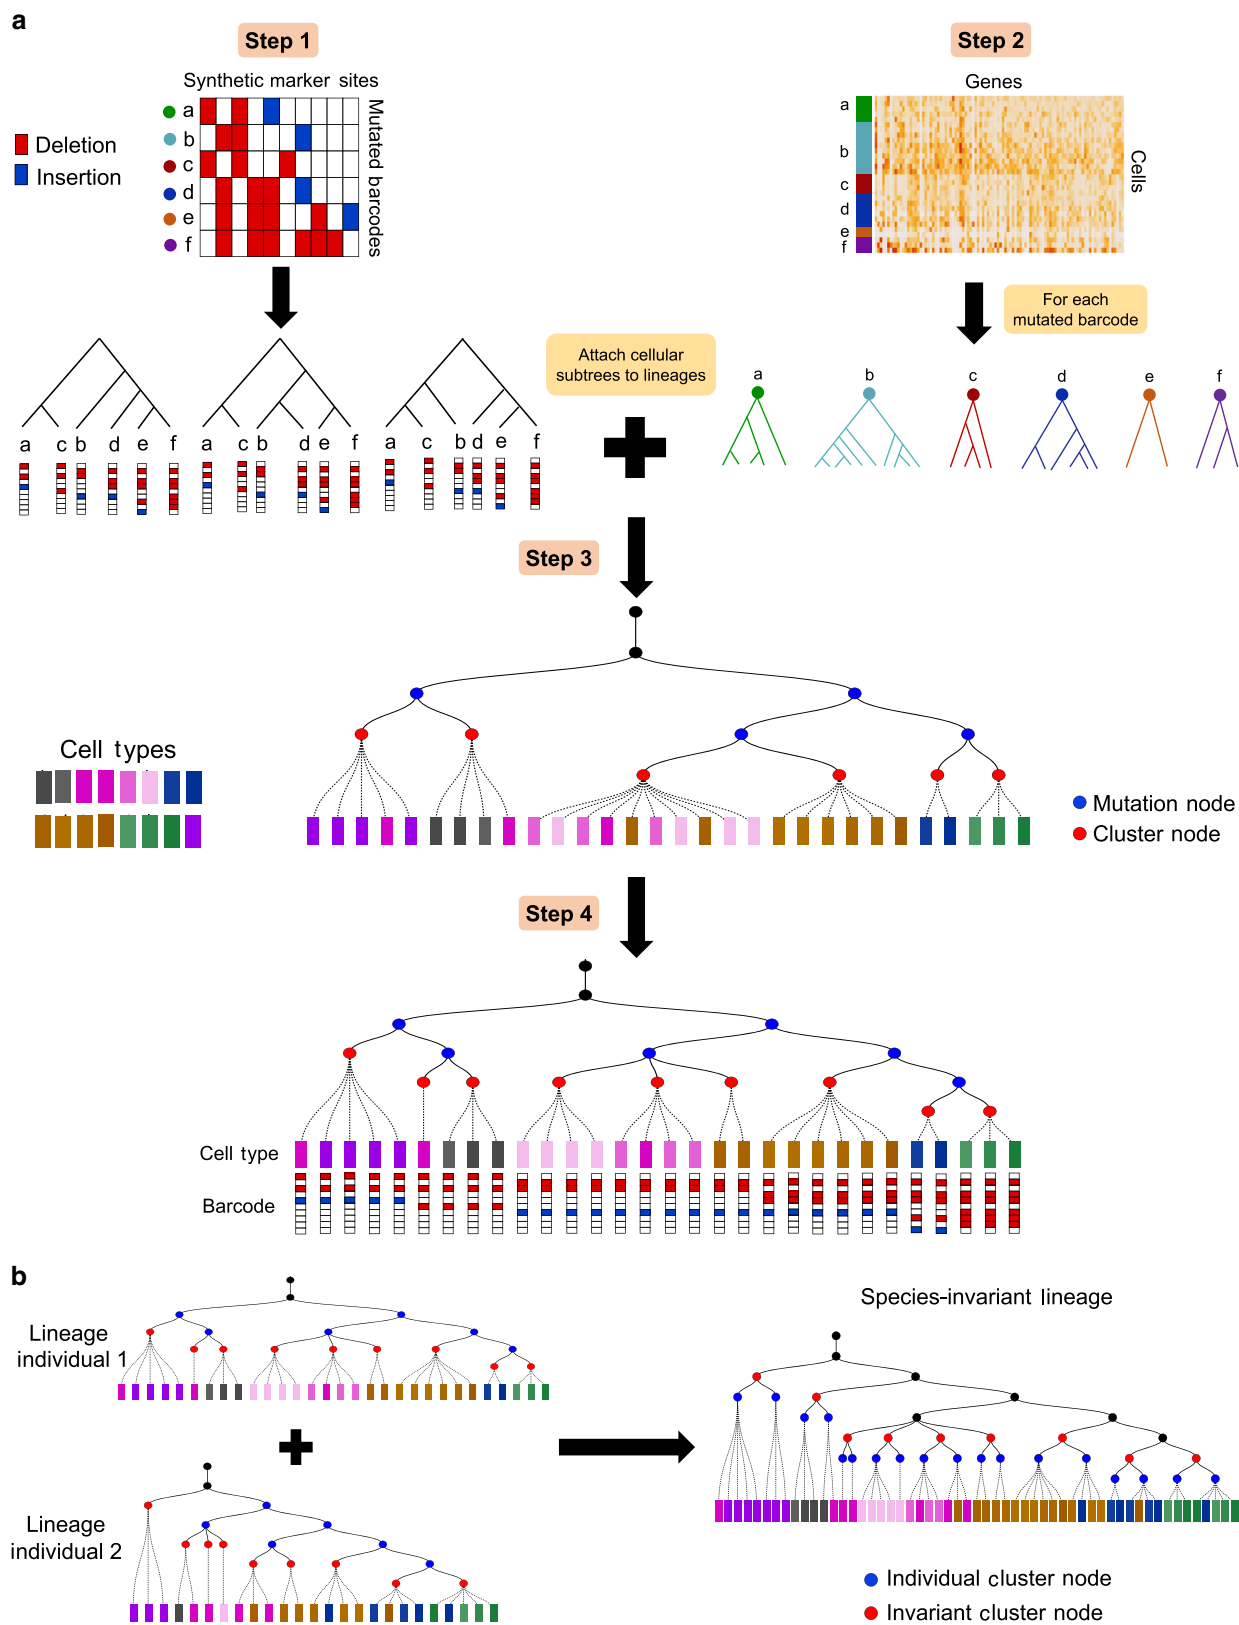 a
Step 1
Synthetic marker sites
Deletion
Insertion
a
b
c
d
e
f
Mutated barcodes
Step 2
Genes
a
b
c
d
e
f
Cells
For each
mutated barcode
Attach cellular
subtrees to lineages
a c b d e f
a c b d e f
a c b d e f
a b c d e f
Step 3
Cell types
Mutation node
Cluster node
Step 4
Cell type
Barcode
b
Lineage
individual 1
Lineage
individual 2
Species-invariant lineage
Individual cluster node
Invariant cluster node